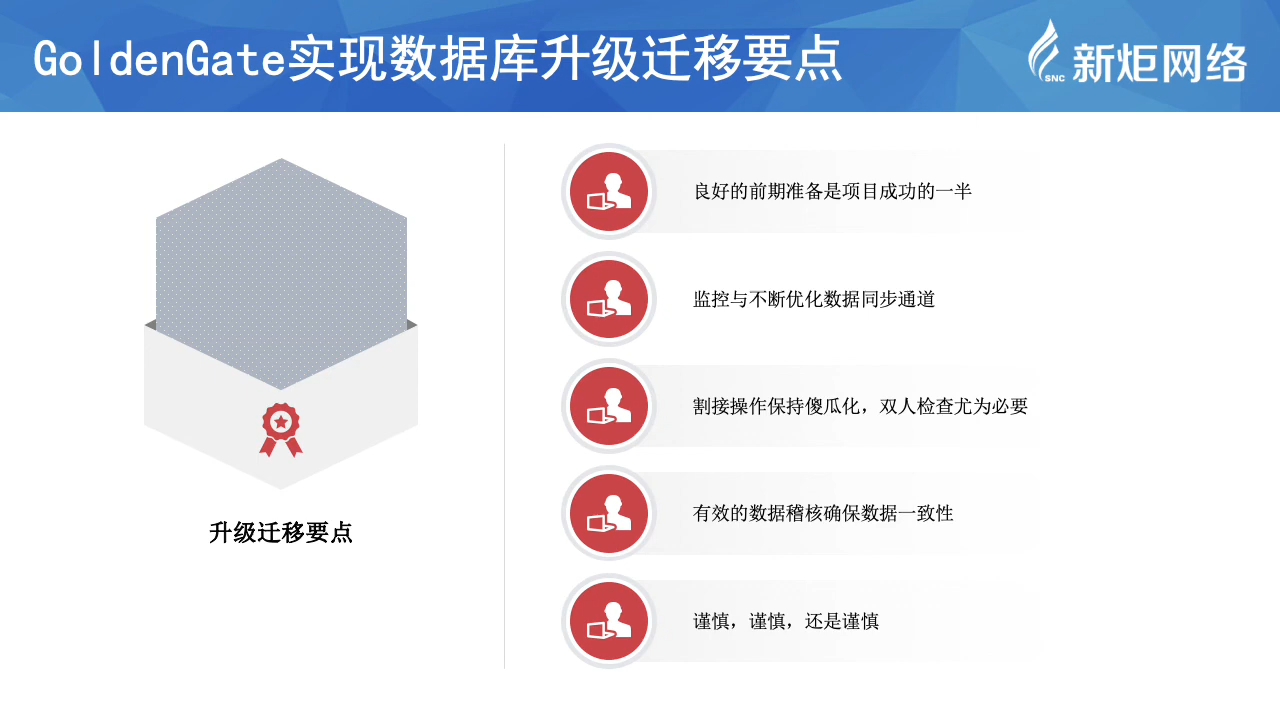 GoldenGate实现数据库升级迁移要点
SNC 新炬网络
良好的前期准备是项目成功的一半
监控与不断优化数据同步通道
割接操作保持傻瓜化，双人检查尤为必要
有效的数据稽核确保数据一致性
谨慎，谨慎，还是谨慎
升级迁移要点